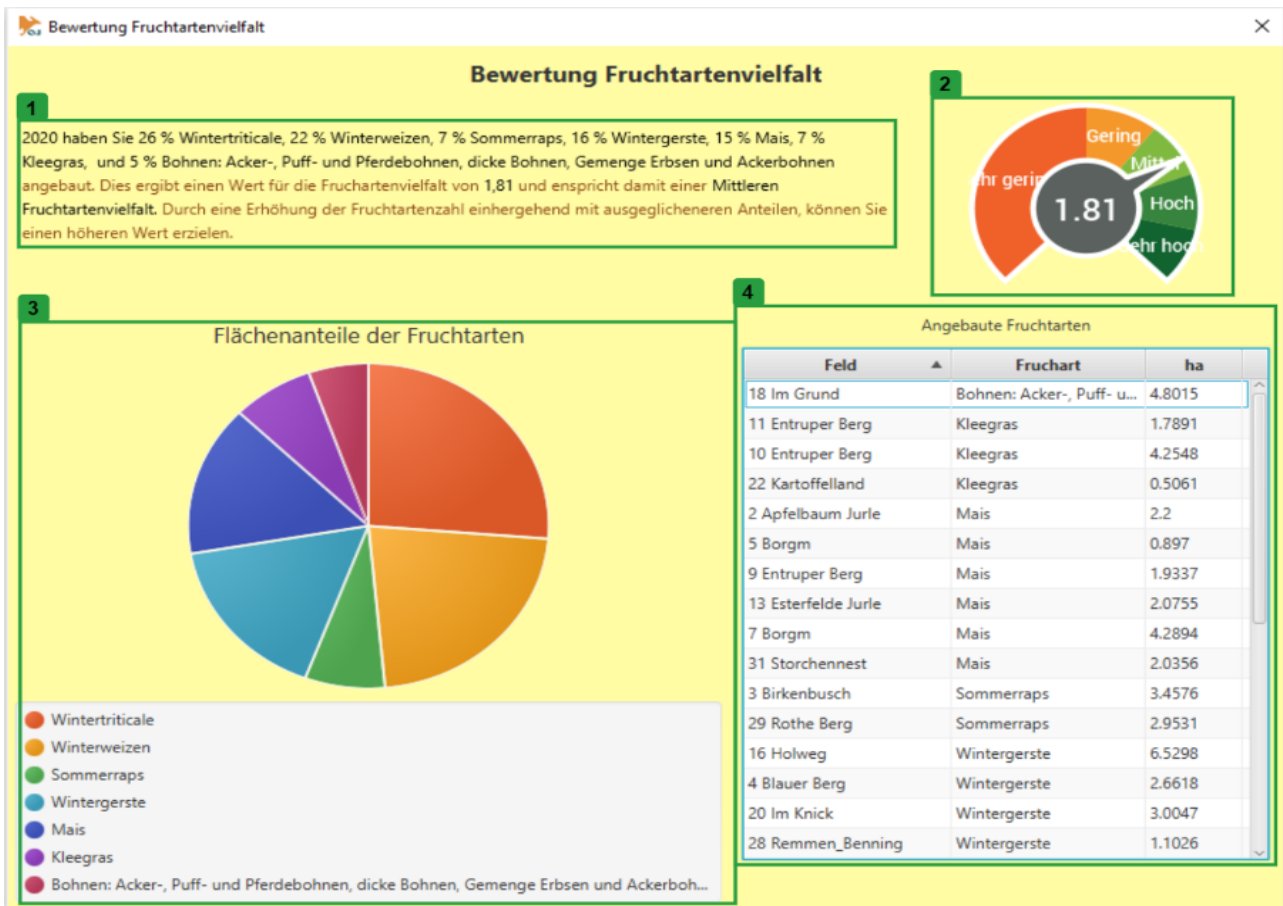 Bewertung Fruchtartenvielfalt
Bewertung Fruchtartenvielfalt
1
2020 haben Sie 26 % Wintertriticale, 22 % Winterweizen, 7 % Sommerraps, 16 % Wintergerste, 15 % Mais, 7 %
Kleegras, und 5 % Bohnen: Acker-, Puff- und Pferdebohnen, dicke Bohnen, Gemenge Erbsen und Ackerbohnen
angebaut. Dies ergibt einen Wert für die Fruchartenvielfalt von 1,81 und enspricht damit einer Mittleren
Fruchtartenvielfalt. Durch eine Erhöhung der Fruchtartenzahl einhergehend mit ausgeglicheneren Anteilen, können Sie
einen höheren Wert erzielen.
2
Gering
Mittel
hr gerin
1.81
Hoch
ehr hoch
3
Flächenanteile der Fruchtarten
Wintertriticale
Winterweizen
Sommerraps
Wintergerste
Mais
Kleegras
Bohnen: Acker-, Puff- und Pferdebohnen, dicke Bohnen, Gemenge Erbsen und Ackerboh...
4
Angebaute Fruchtarten
Feld Fruchart ha
18 Im Grund Bohnen: Acker-, Puff- u... 4.8015
11 Entruper Berg Kleegras 1.7891
10 Entruper Berg Kleegras 4.2548
22 Kartoffelland Kleegras 0.5061
2 Apfelbaum Jurle Mais 2.2
5 Borgm Mais 0.897
9 Entruper Berg Mais 1.9337
13 Esterfelde Jurle Mais 2.0755
7 Borgm Mais 4.2894
31 Storchennest Mais 2.0356
3 Birkenbusch Sommerraps 3.4576
29 Rothe Berg Sommerraps 2.9531
16 Holweg Wintergerste 6.5298
4 Blauer Berg Wintergerste 2.6618
20 Im Knick Wintergerste 3.0047
28 Remmen_Benning Wintergerste 1.1026